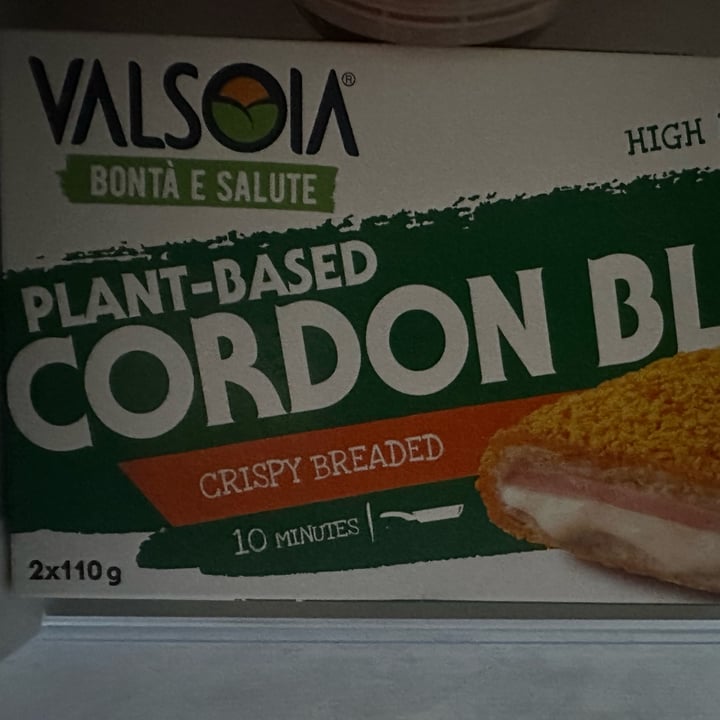 VALSOIA®
BONTÀ E SALUTE
HIGH
PLANT-BASED
CORDON BL
CRISPY BREADED
10 MINUTES
2x110g